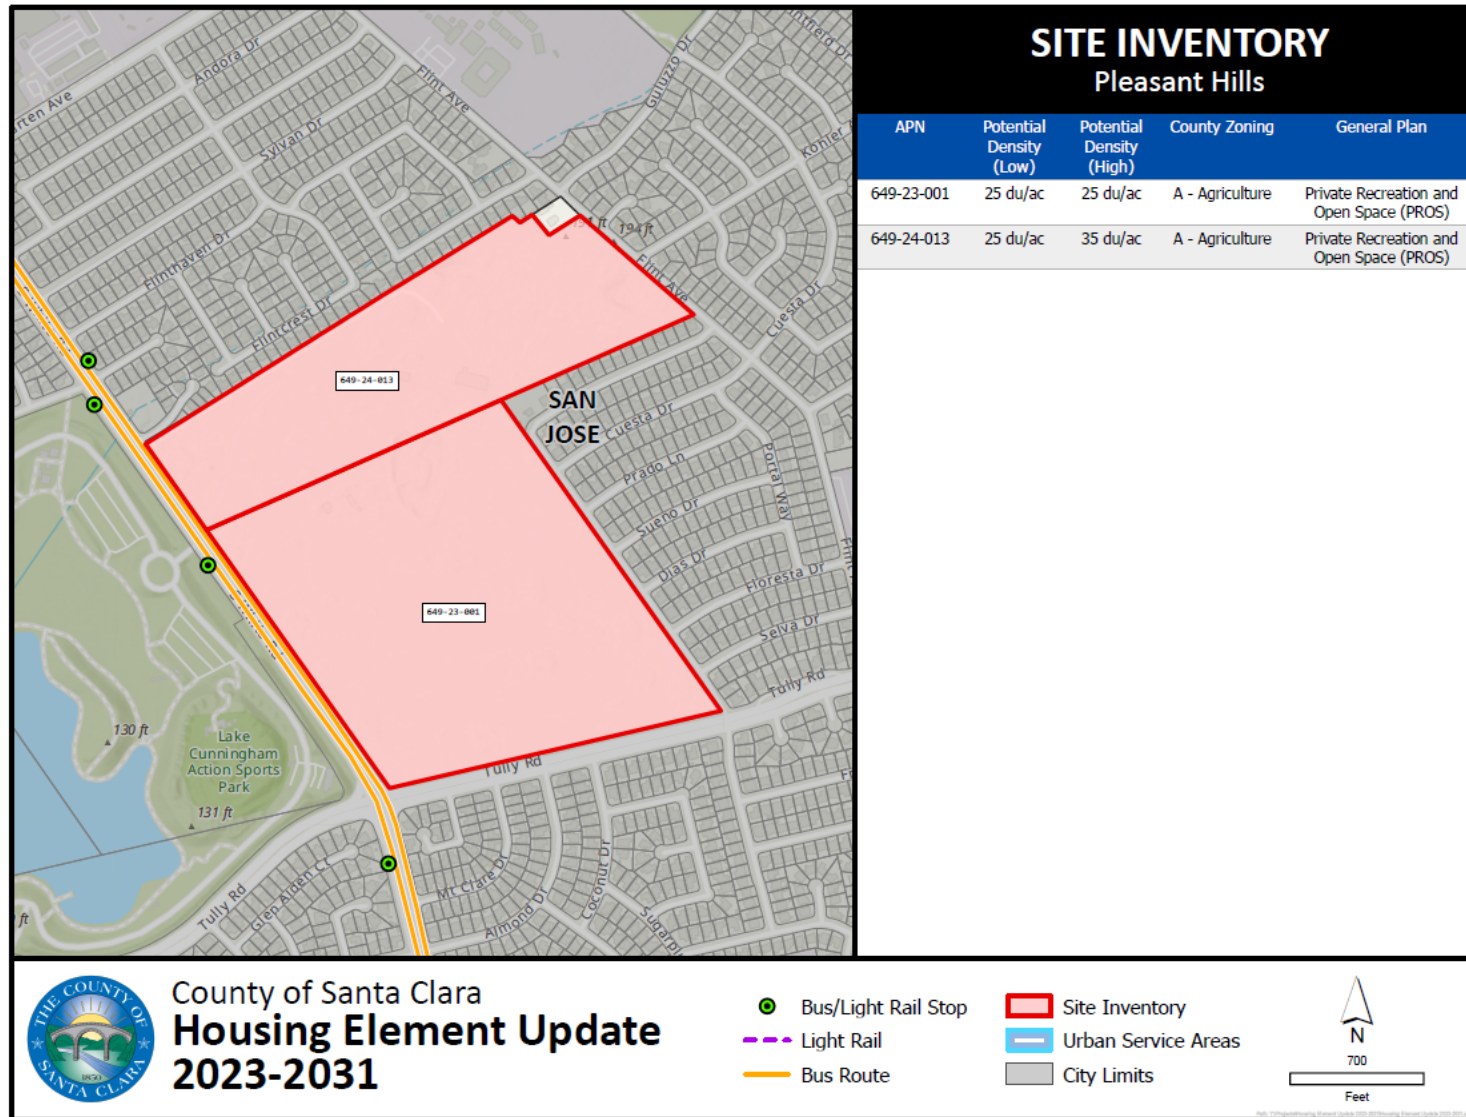 SITE INVENTORY
Pleasant Hills
APN Potential Density (Low) Potential Density (High) County Zoning General Plan
649-23-001 25 du/ac 25 du/ac A - Agriculture Private Recreation and Open Space (PROS)
649-24-013 25 du/ac 35 du/ac A - Agriculture Private Recreation and Open Space (PROS)
Andora Dr
Flint Ave
Guluzzo Dr
Sylvan Dr
Kohler
194 ft
Flinthaven Dr
Flint Ave
Cuesta Dr
Flintcrest Dr
649-24-013
SAN
JOSE
Cuesta Dr
Prado Ln
Portal Way
Sueno Dr
Dias Dr
Floresta Dr
649-23-001
Selva Dr
Tully Rd
130 ft
Lake
Cunningham
Action Sports
Park
Tully Rd
131 ft
Mt Clare Dr
Glen Alden Ct
Coconut Dr
Tully Rd
Almond Dr
ft
THE COUNTY OF
SANTA CLARA
1850
County of Santa Clara
Housing Element Update
2023-2031
Bus/Light Rail Stop
Light Rail
Bus Route
Site Inventory
Urban Service Areas
City Limits
N
700
Feet